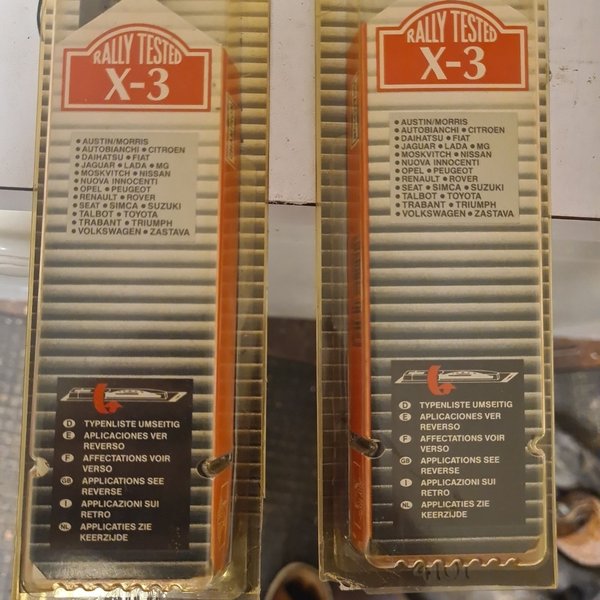 RALLY TESTED
X-3
• AUSTIN/MORRIS
• AUTOBIANCHI • CITROEN
• DAIHATSU • FIAT
• JAGUAR • LADA • MG
• MOSKVITCH • NISSAN
• NUOVA INNOCENTI
• OPEL • PEUGEOT
• RENAULT • ROVER
• SEAT • SIMCA • SUZUKI
• TALBOT • TOYOTA
• TRABANT • TRIUMPH
• VOLKSWAGEN • ZASTAVA
D TYPENLISTE UMSEITIG
E APLICACIONES VER
REVERSO
F AFFECTATIONS VOIR
VERSO
GB APPLICATIONS SEE
REVERSE
I APPLICAZIONI SUI
RETRO
NL APPLICATIES ZIE
KEERZIJDE
RALLY TESTED
X-3
• AUSTIN/MORRIS
• AUTOBIANCHI • CITROEN
• DAIHATSU • FIAT
• JAGUAR • LADA • MG
• MOSKVITCH • NISSAN
• NUOVA INNOCENTI
• OPEL • PEUGEOT
• RENAULT • ROVER
• SEAT • SIMCA • SUZUKI
• TALBOT • TOYOTA
• TRABANT • TRIUMPH
• VOLKSWAGEN • ZASTAVA
D TYPENLISTE UMSEITIG
E APLICACIONES VER
REVERSO
F AFFECTATIONS VOIR
VERSO
GB APPLICATIONS SEE
REVERSE
I APPLICAZIONI SUI
RETRO
NL APPLICATIES ZIE
KEERZIJDE